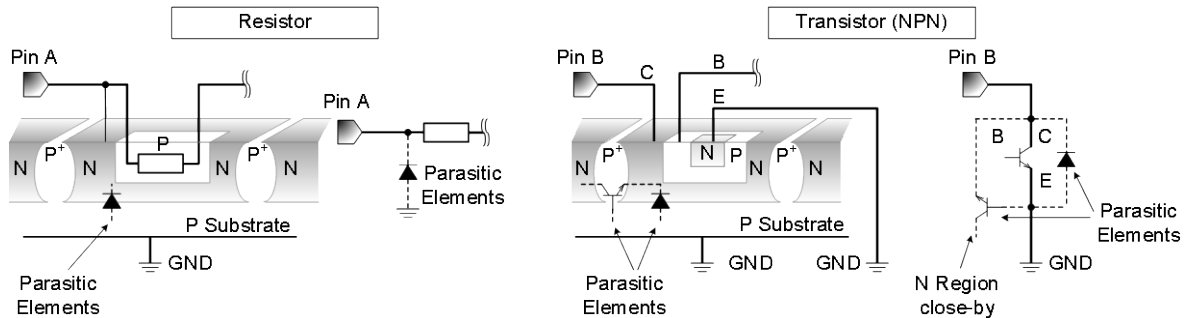 Resistor
Pin A
P
N
P+
N
N
P+
N
Parasitic
Elements
P Substrate
GND
Pin A
Parasitic
Elements
Transistor (NPN)
Pin B
C
B
E
N
P+
N
N
P
N
P+
N
P Substrate
Parasitic
Elements
GND
GND
Pin B
B
C
E
Parasitic
Elements
N Region
close-by
GND